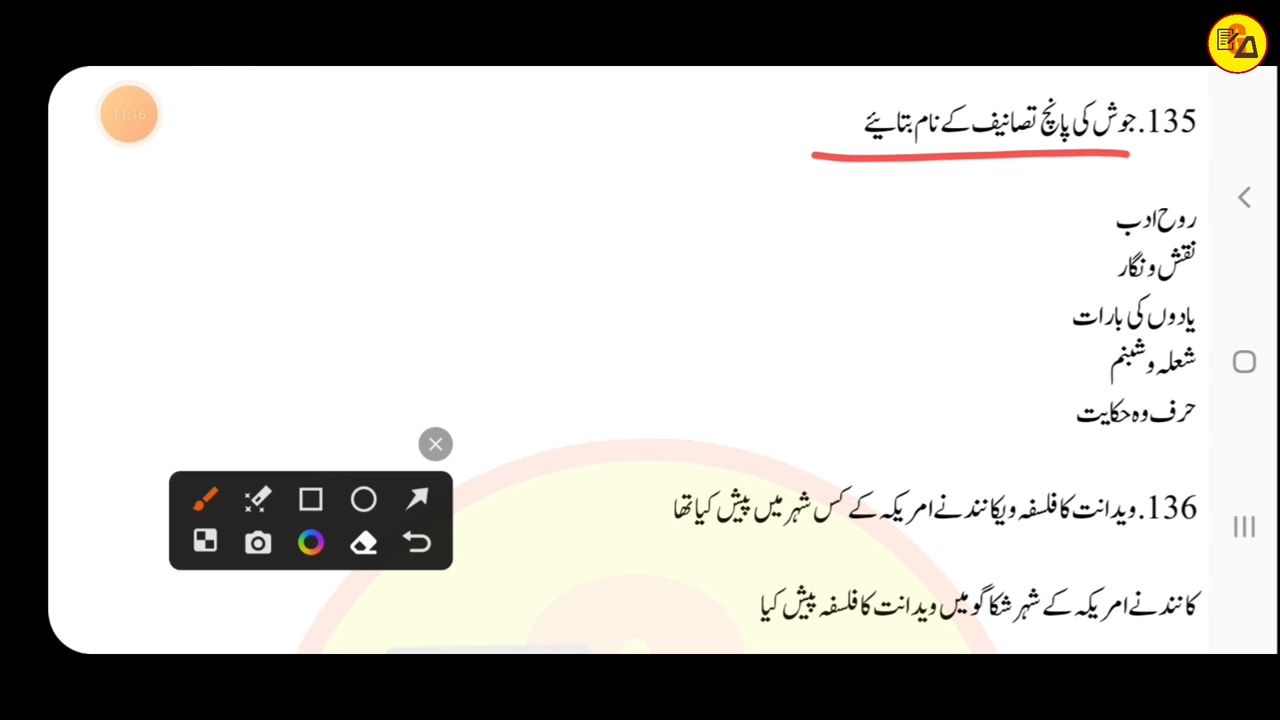 11:16
135.جوش کی پانچ تصانیف کے نام بتائیے
روح ادب
نقش و نگار
یادوں کی بارات
شعلہ و شبنم
حرف وہ حکایت
136.ویدانت کا فلسفہ ویکانند نے امریکہ کے کس شہر میں پیش کیا تھا
کانند نے امریکہ کے شہر شکاگو میں ویدانت کا فلسفہ پیش کیا